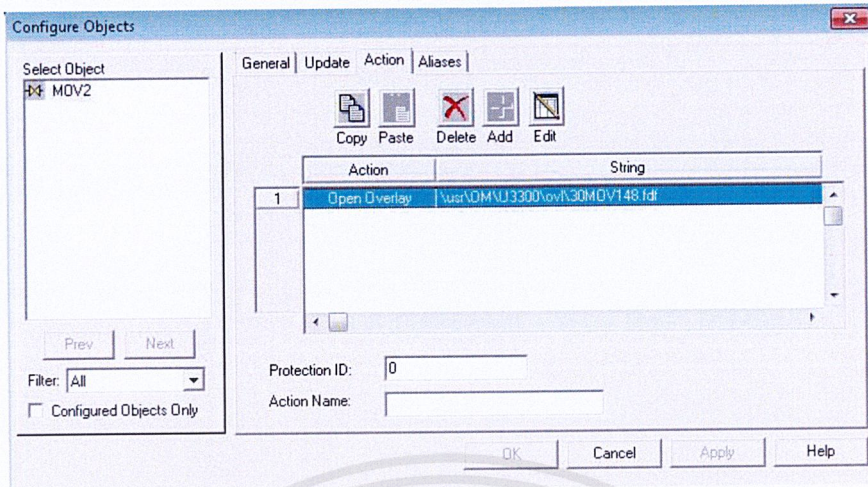 Configure Objects
Select Object
MOV2
Prev Next
Filter: All
Configured Objects Only
General Update Action Aliases
Copy Paste Delete Add Edit
Action String
1 Open Overlay \usr\OM\U3300\ovl\30MOV148.fdf
Protection ID: 0
Action Name:
OK Cancel Apply Help